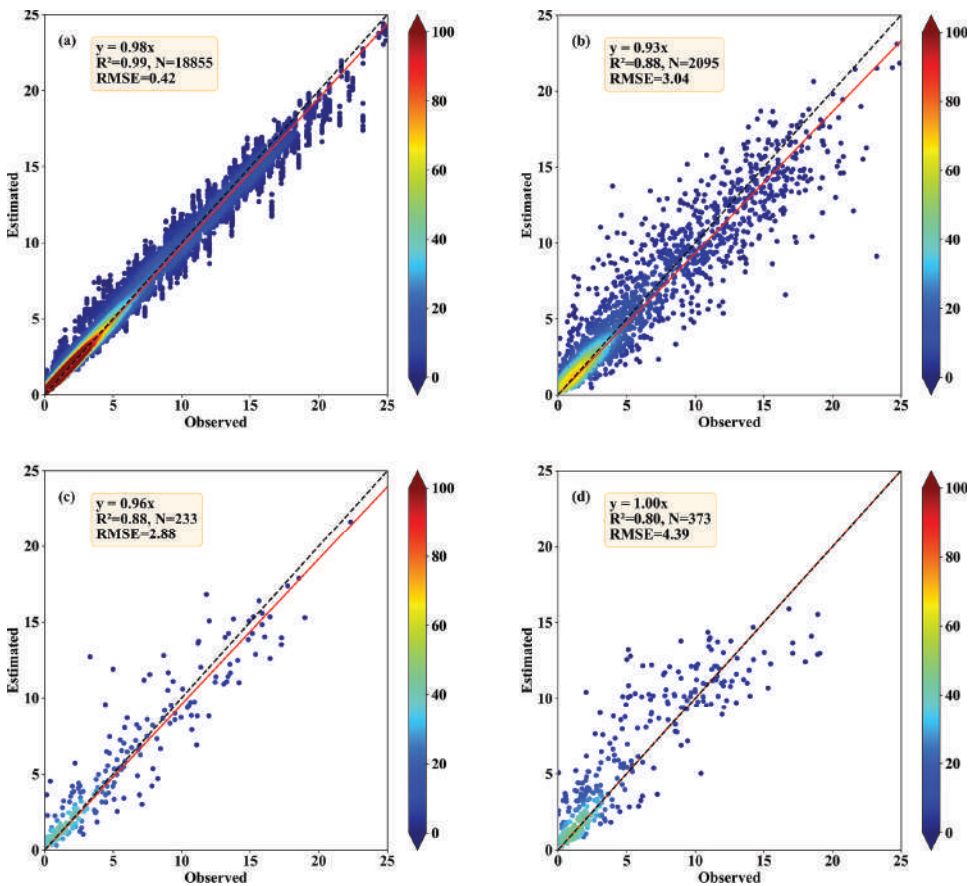 (a)
y = 0.98x
R²=0.99, N=18855
RMSE=0.42
Estimated
25
20
15
10
5
0
0 5 10 15 20 25
Observed
100
80
60
40
20
0
(b)
y = 0.93x
R²=0.88, N=2095
RMSE=3.04
Estimated
25
20
15
10
5
0
0 5 10 15 20 25
Observed
100
80
60
40
20
0
(c)
y = 0.96x
R²=0.88, N=233
RMSE=2.88
Estimated
25
20
15
10
5
0
0 5 10 15 20 25
Observed
100
80
60
40
20
0
(d)
y = 1.00x
R²=0.80, N=373
RMSE=4.39
Estimated
25
20
15
10
5
0
0 5 10 15 20 25
Observed
100
80
60
40
20
0